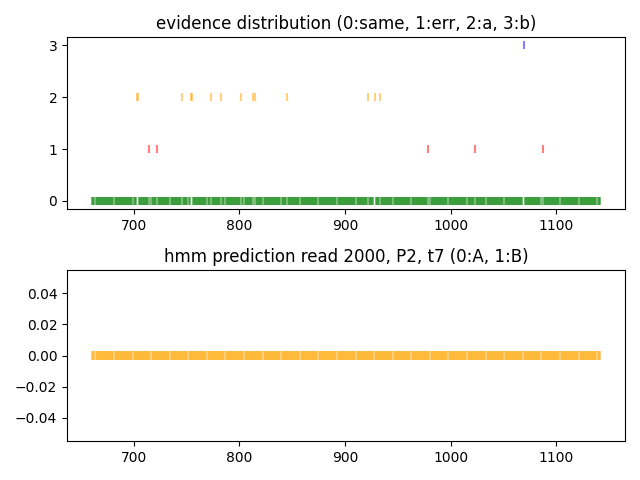 evidence distribution (0:same, 1:err, 2:a, 3:b)
3
2
1
0
700 800 900 1000 1100
hmm prediction read 2000, P2, t7 (0:A, 1:B)
0.04
0.02
0.00
−0.02
−0.04
700 800 900 1000 1100